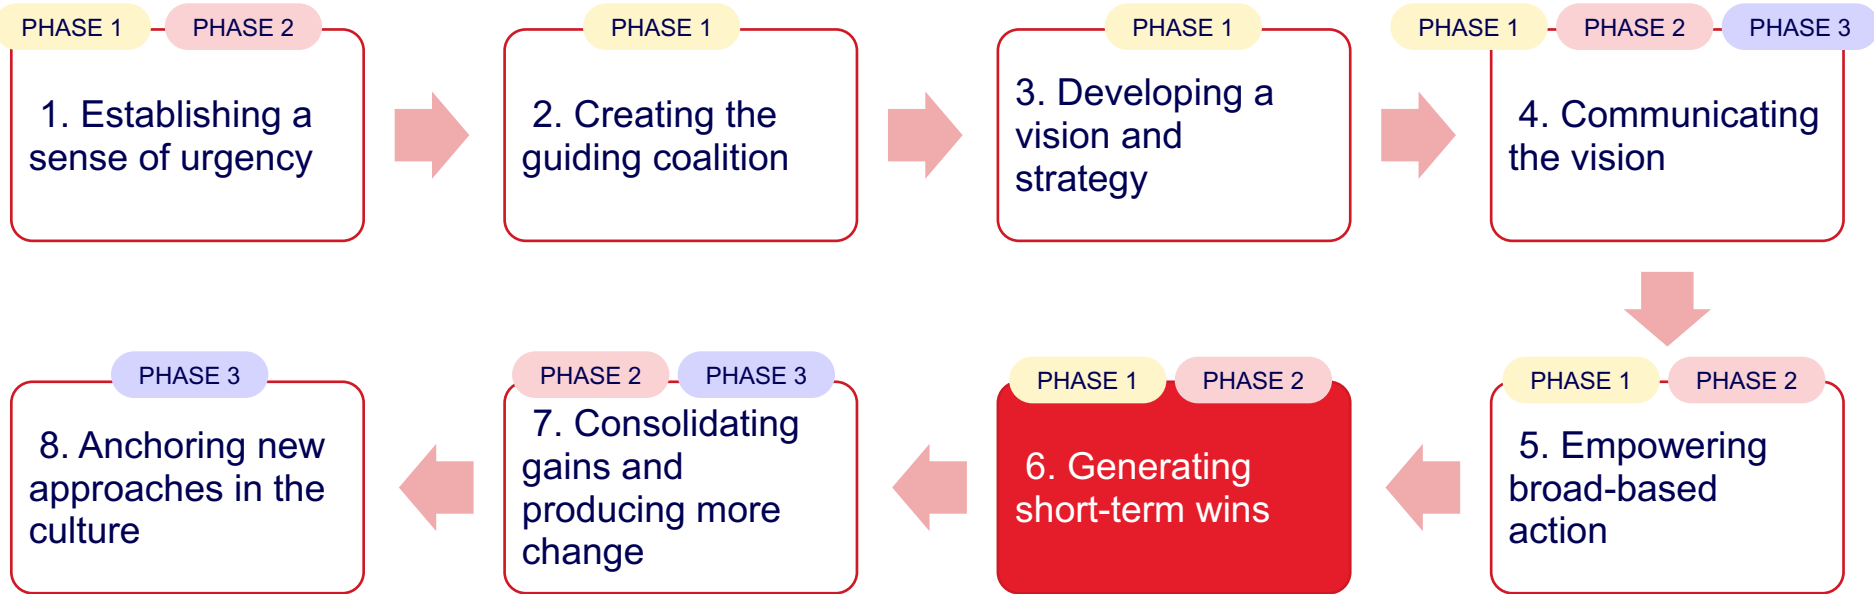 PHASE 1 PHASE 2
1. Establishing a
sense of urgency
PHASE 1
2. Creating the
guiding coalition
PHASE 1
3. Developing a
vision and
strategy
PHASE 1 PHASE 2 PHASE 3
4. Communicating
the vision
PHASE 1 PHASE 2
5. Empowering
broad-based
action
PHASE 1 PHASE 2
6. Generating
short-term wins
PHASE 2 PHASE 3
7. Consolidating
gains and
producing more
change
PHASE 3
8. Anchoring new
approaches in the
culture